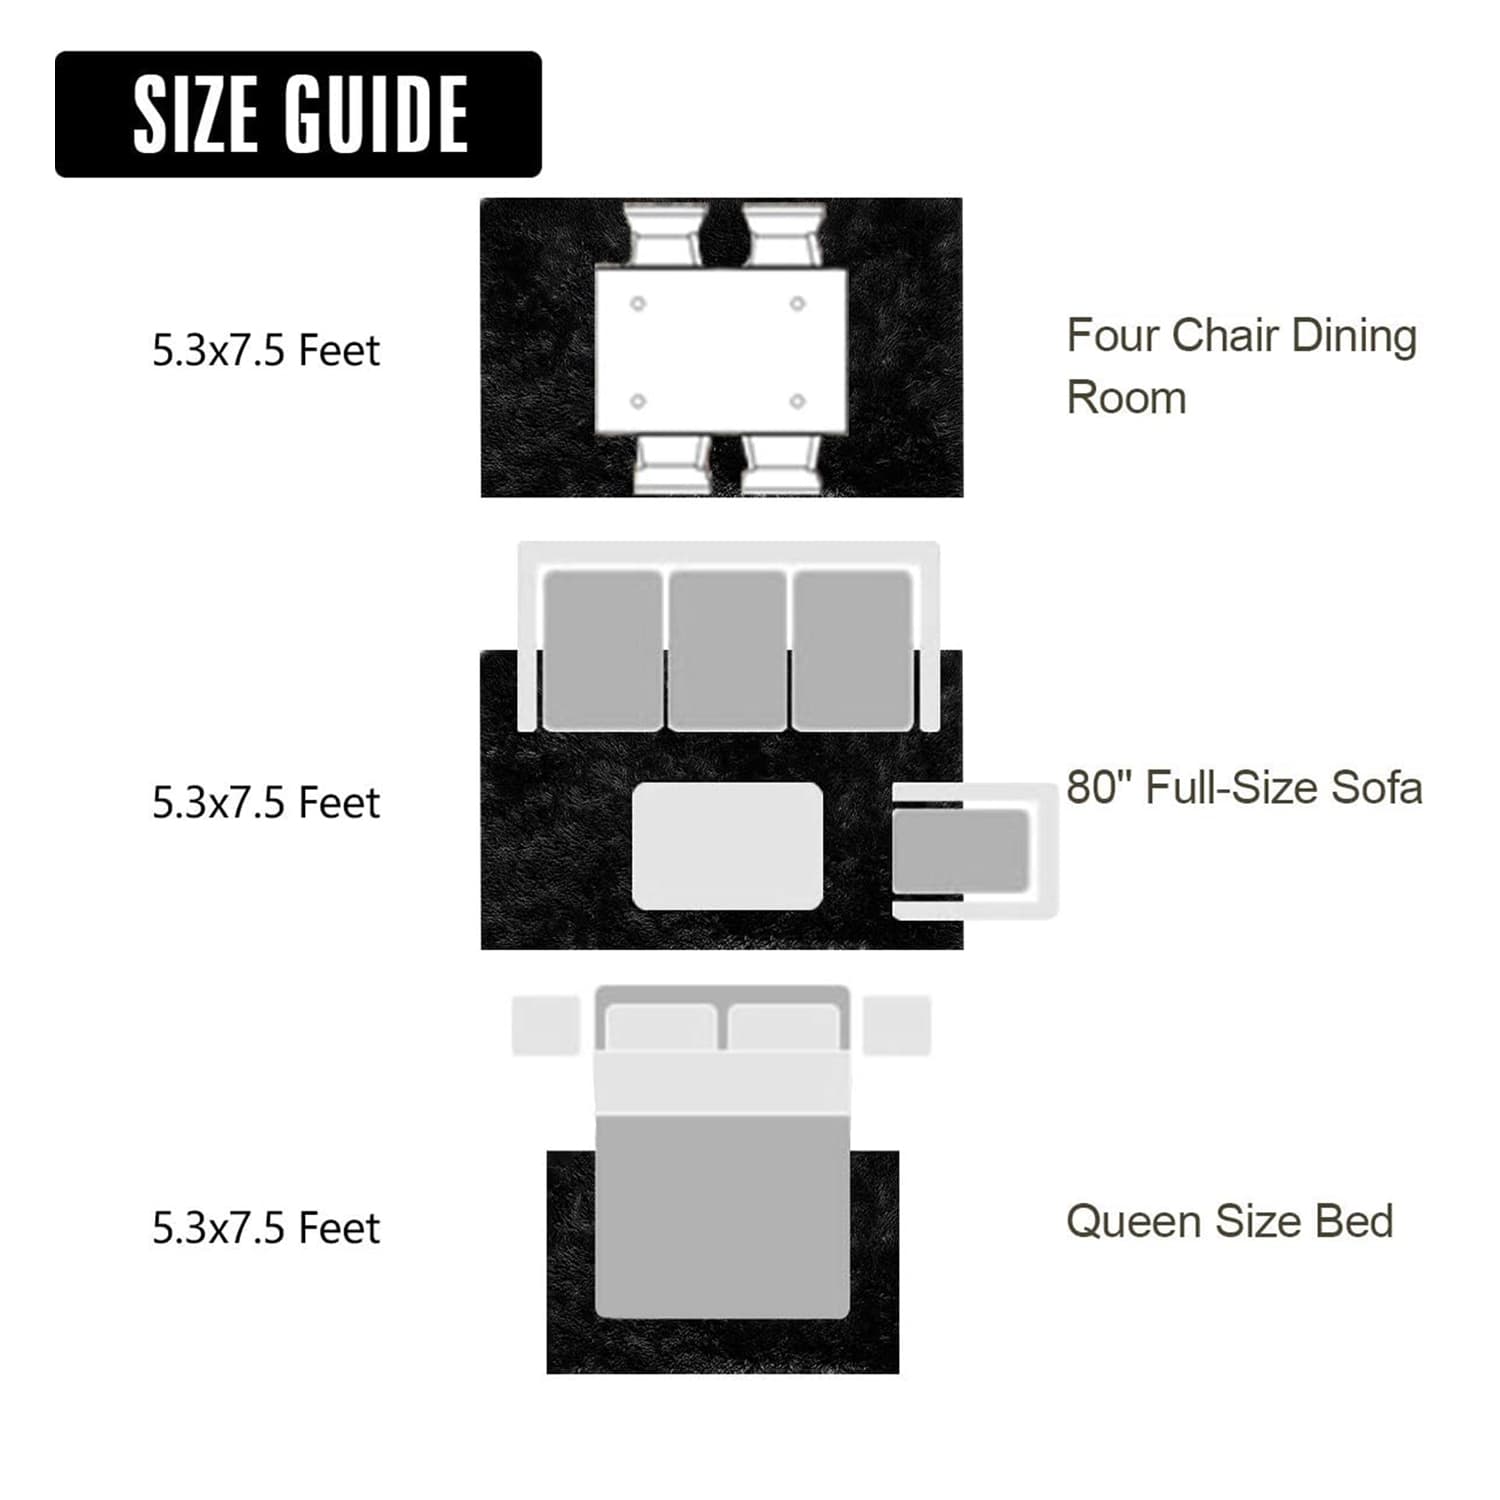 SIZE GUIDE
5.3x7.5 Feet
Four Chair Dining
Room
5.3x7.5 Feet
80" Full-Size Sofa
5.3x7.5 Feet
Queen Size Bed